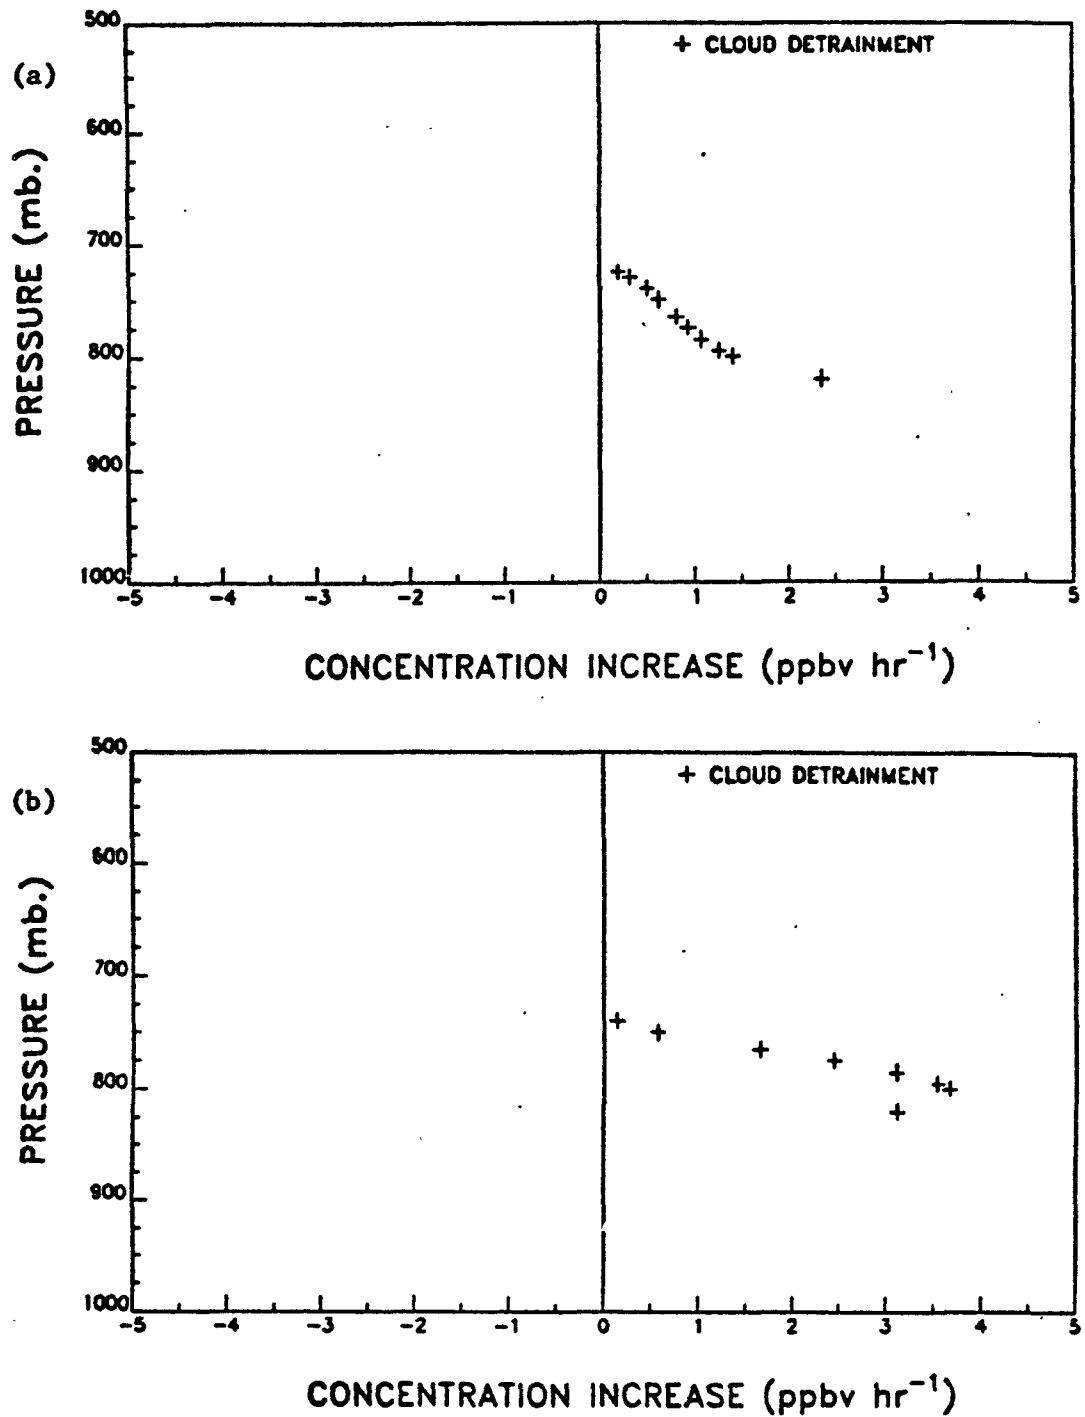 (a)
500
600
700
800
900
1000
PRESSURE (mb.)
+ CLOUD DETRAINMENT
-5 -4 -3 -2 -1 0 1 2 3 4 5
CONCENTRATION INCREASE (ppbv hr⁻¹)
(b)
500
600
700
800
900
1000
PRESSURE (mb.)
+ CLOUD DETRAINMENT
-5 -4 -3 -2 -1 0 1 2 3 4 5
CONCENTRATION INCREASE (ppbv hr⁻¹)